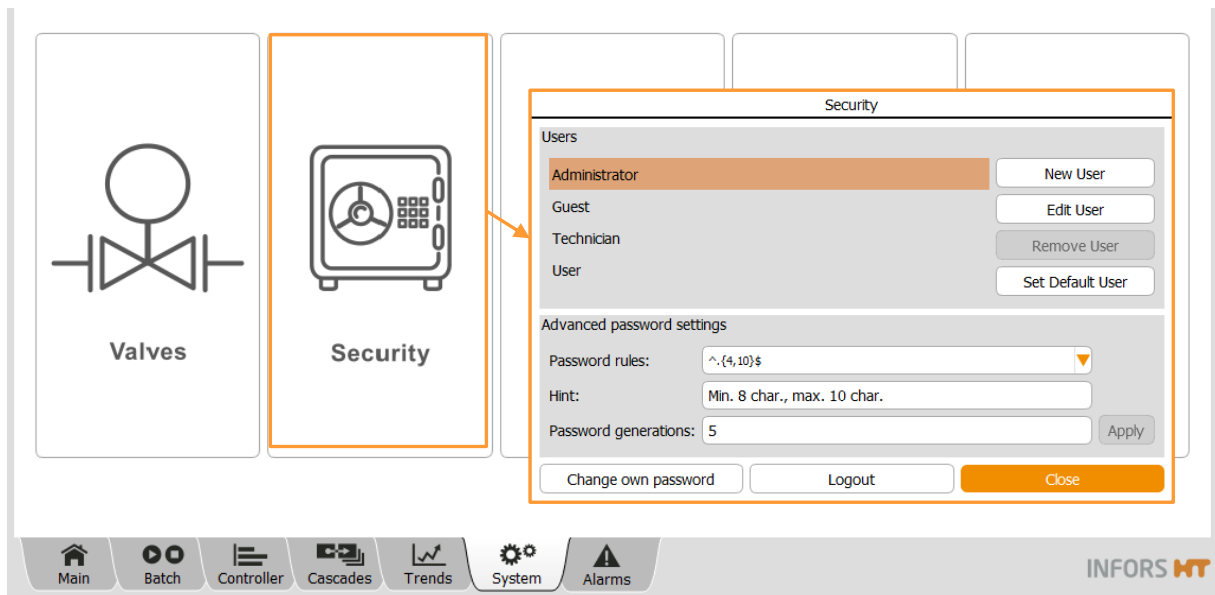 Valves
Security
Security
Users
Administrator
New User
Guest
Edit User
Technician
Remove User
User
Set Default User
Advanced password settings
Password rules: ^.{4,10}$
Hint: Min. 8 char., max. 10 char.
Password generations: 5 Apply
Change own password Logout Close
Main Batch Controller Cascades Trends System Alarms
INFORS HT